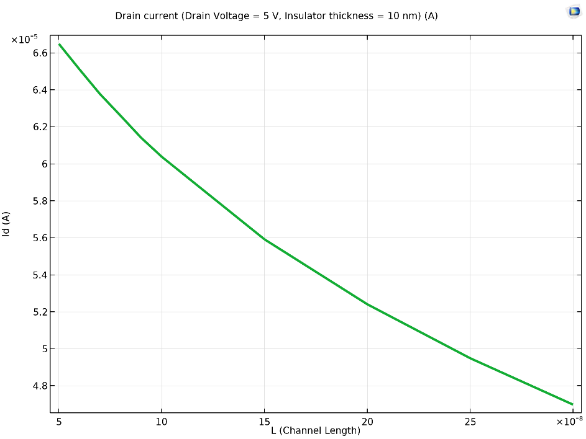 Drain current (Drain Voltage = 5 V, Insulator thickness = 10 nm) (A)
×10⁻⁵
6.6
6.4
6.2
6
5.8
5.6
5.4
5.2
5
4.8
Id (A)
5 10 15 20 25 ×10⁻⁸
L (Channel Length)